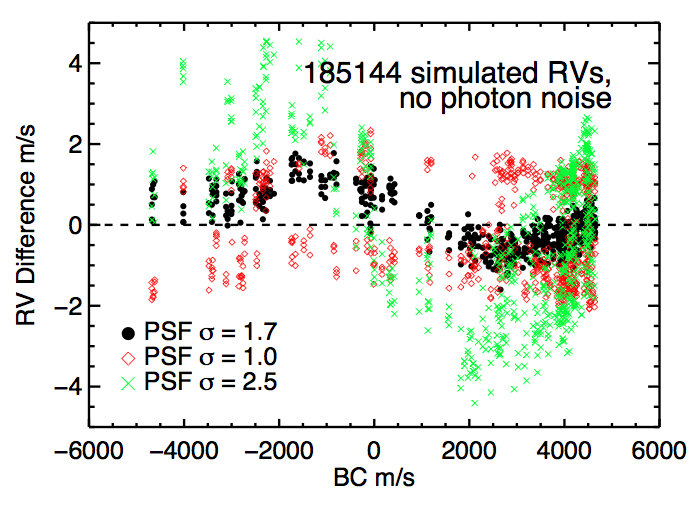 185144 simulated RVs,
no photon noise
RV Difference m/s
4
2
0
−2
−4
PSF σ = 1.7
PSF σ = 1.0
PSF σ = 2.5
−6000 −4000 −2000 0 2000 4000 6000
BC m/s